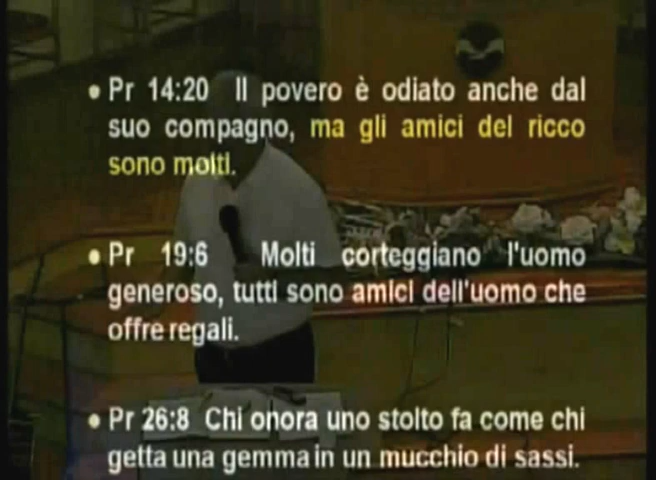 • Pr 14:20 Il povero è odiato anche dal
suo compagno, ma gli amici del ricco
sono molti.
• Pr 19:6 Molti corteggiano l'uomo
generoso, tutti sono amici dell'uomo che
offre regali.
• Pr 26:8 Chi onora uno stolto fa come chi
getta una gemma in un mucchio di sassi.